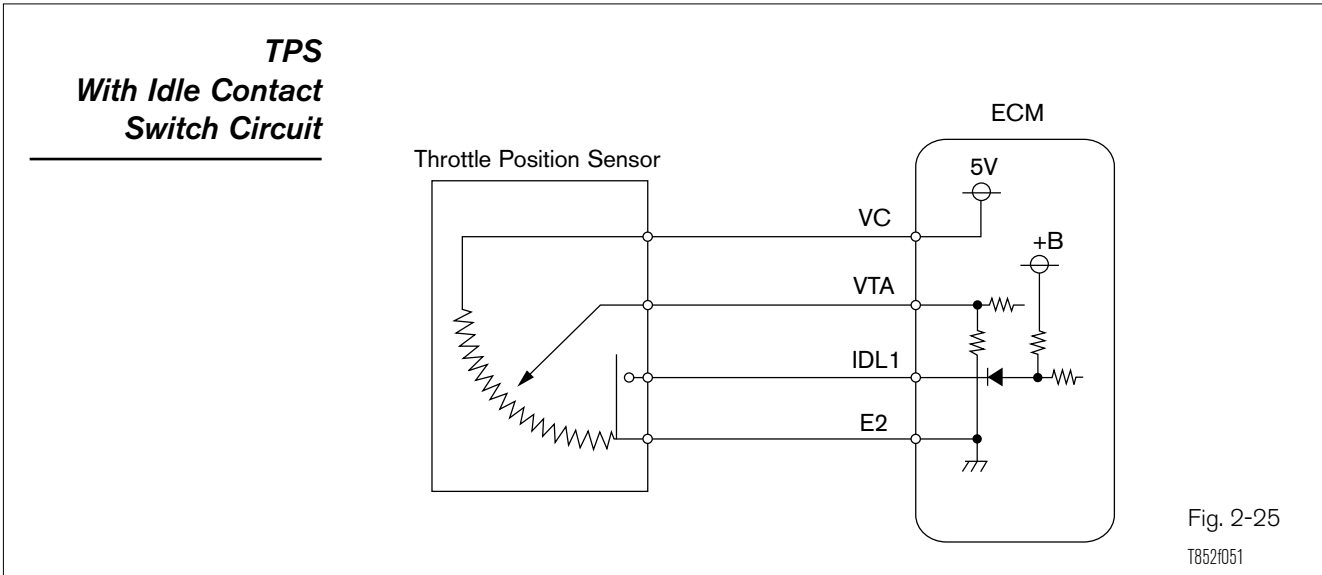 TPS
With Idle Contact
Switch Circuit
ECM
Throttle Position Sensor
5V
VC
+B
VTA
IDL1
E2
Fig. 2-25
T852f051